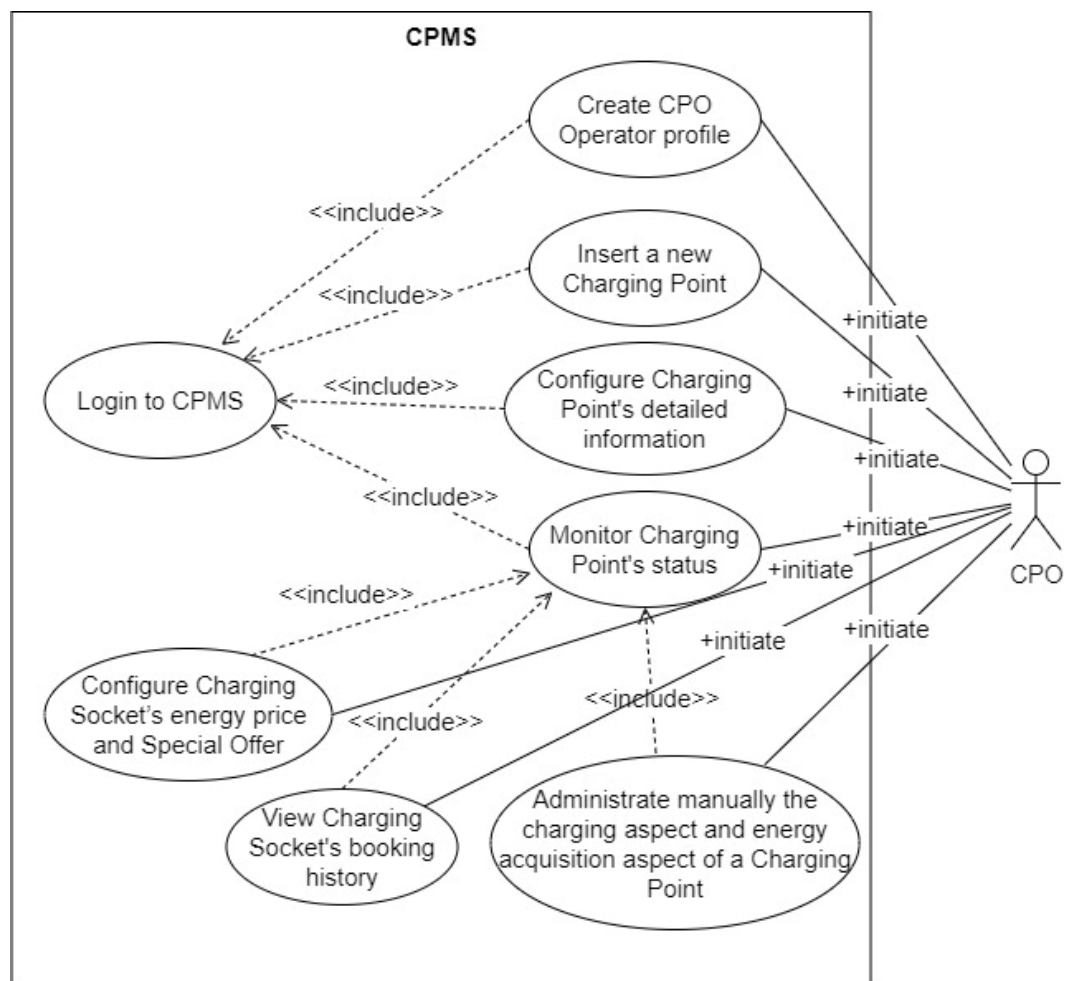 CPMS
Create CPO
Operator profile
<<include>>
Insert a new
Charging Point
<<include>>
+initiate
Login to CPMS
<<include>>
Configure Charging
Point's detailed
information
+initiate
+initiate
<<include>>
Monitor Charging
Point's status
+initiate
+initiate
CPO
<<include>>
+initiate
+initiate
Configure Charging
Socket's energy price
and Special Offer
<<include>>
<<include>>
View Charging
Socket's booking
history
Administrate manually the
charging aspect and energy
acquisition aspect of a Charging
Point